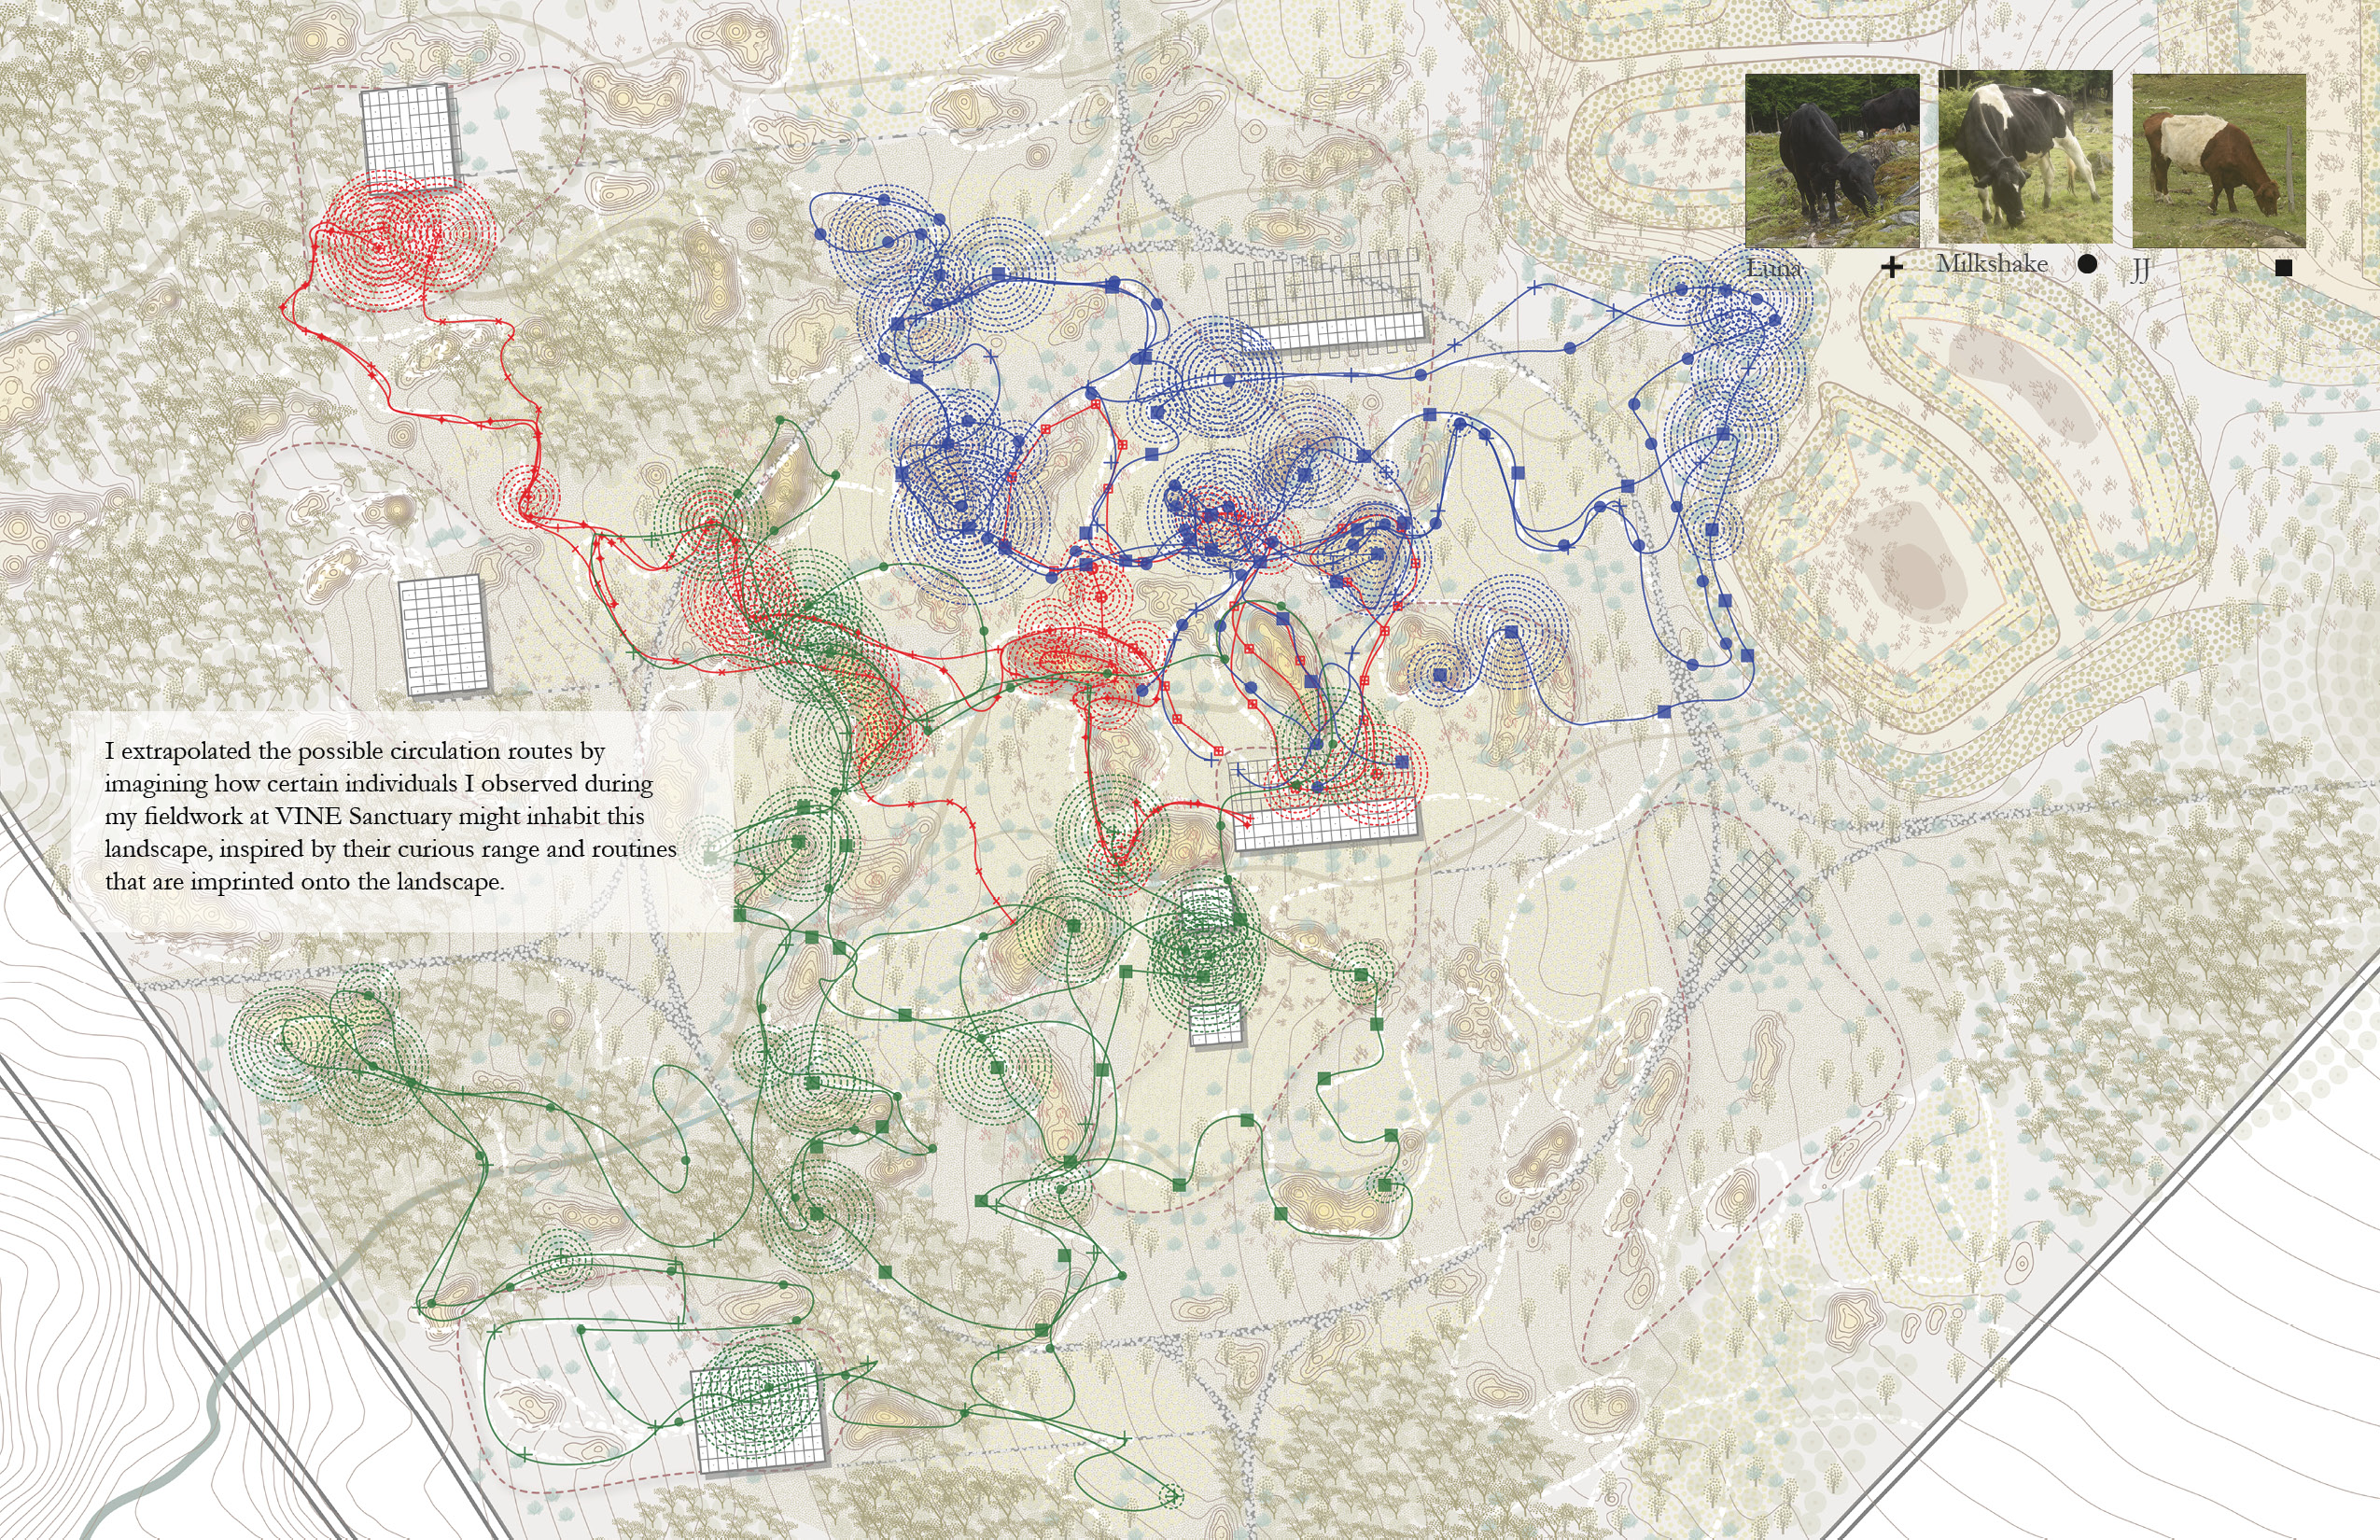 Luna
Milkshake
JJ
I extrapolated the possible circulation routes by
imagining how certain individuals I observed during
my fieldwork at VINE Sanctuary might inhabit this
landscape, inspired by their curious range and routines
that are imprinted onto the landscape.